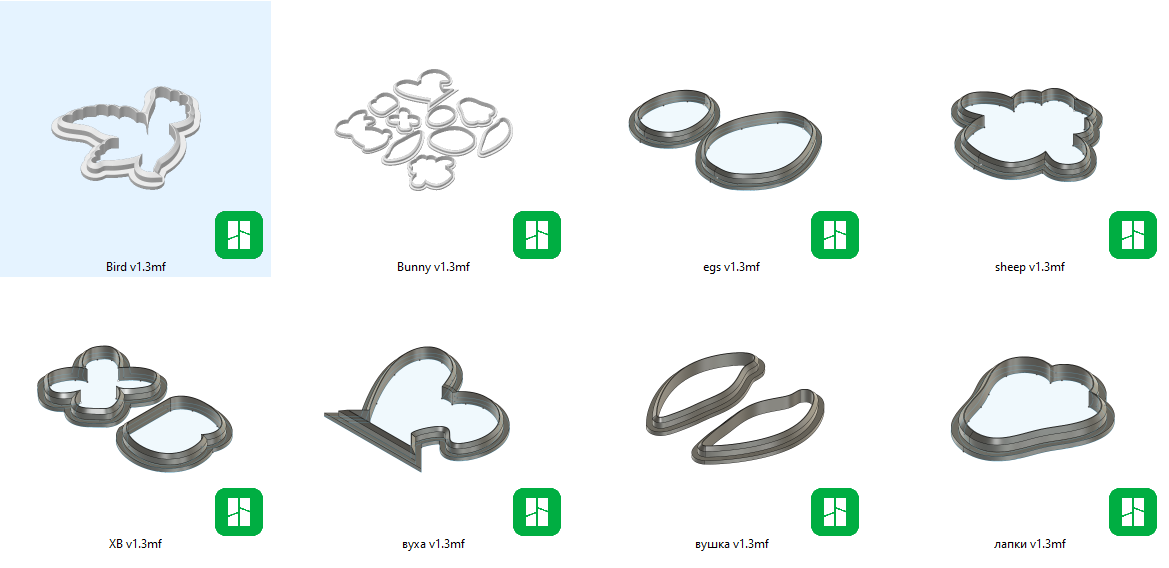 Bird v1.3mf
Bunny v1.3mf
egs v1.3mf
sheep v1.3mf
XB v1.3mf
вуха v1.3mf
вушка v1.3mf
лапки v1.3mf